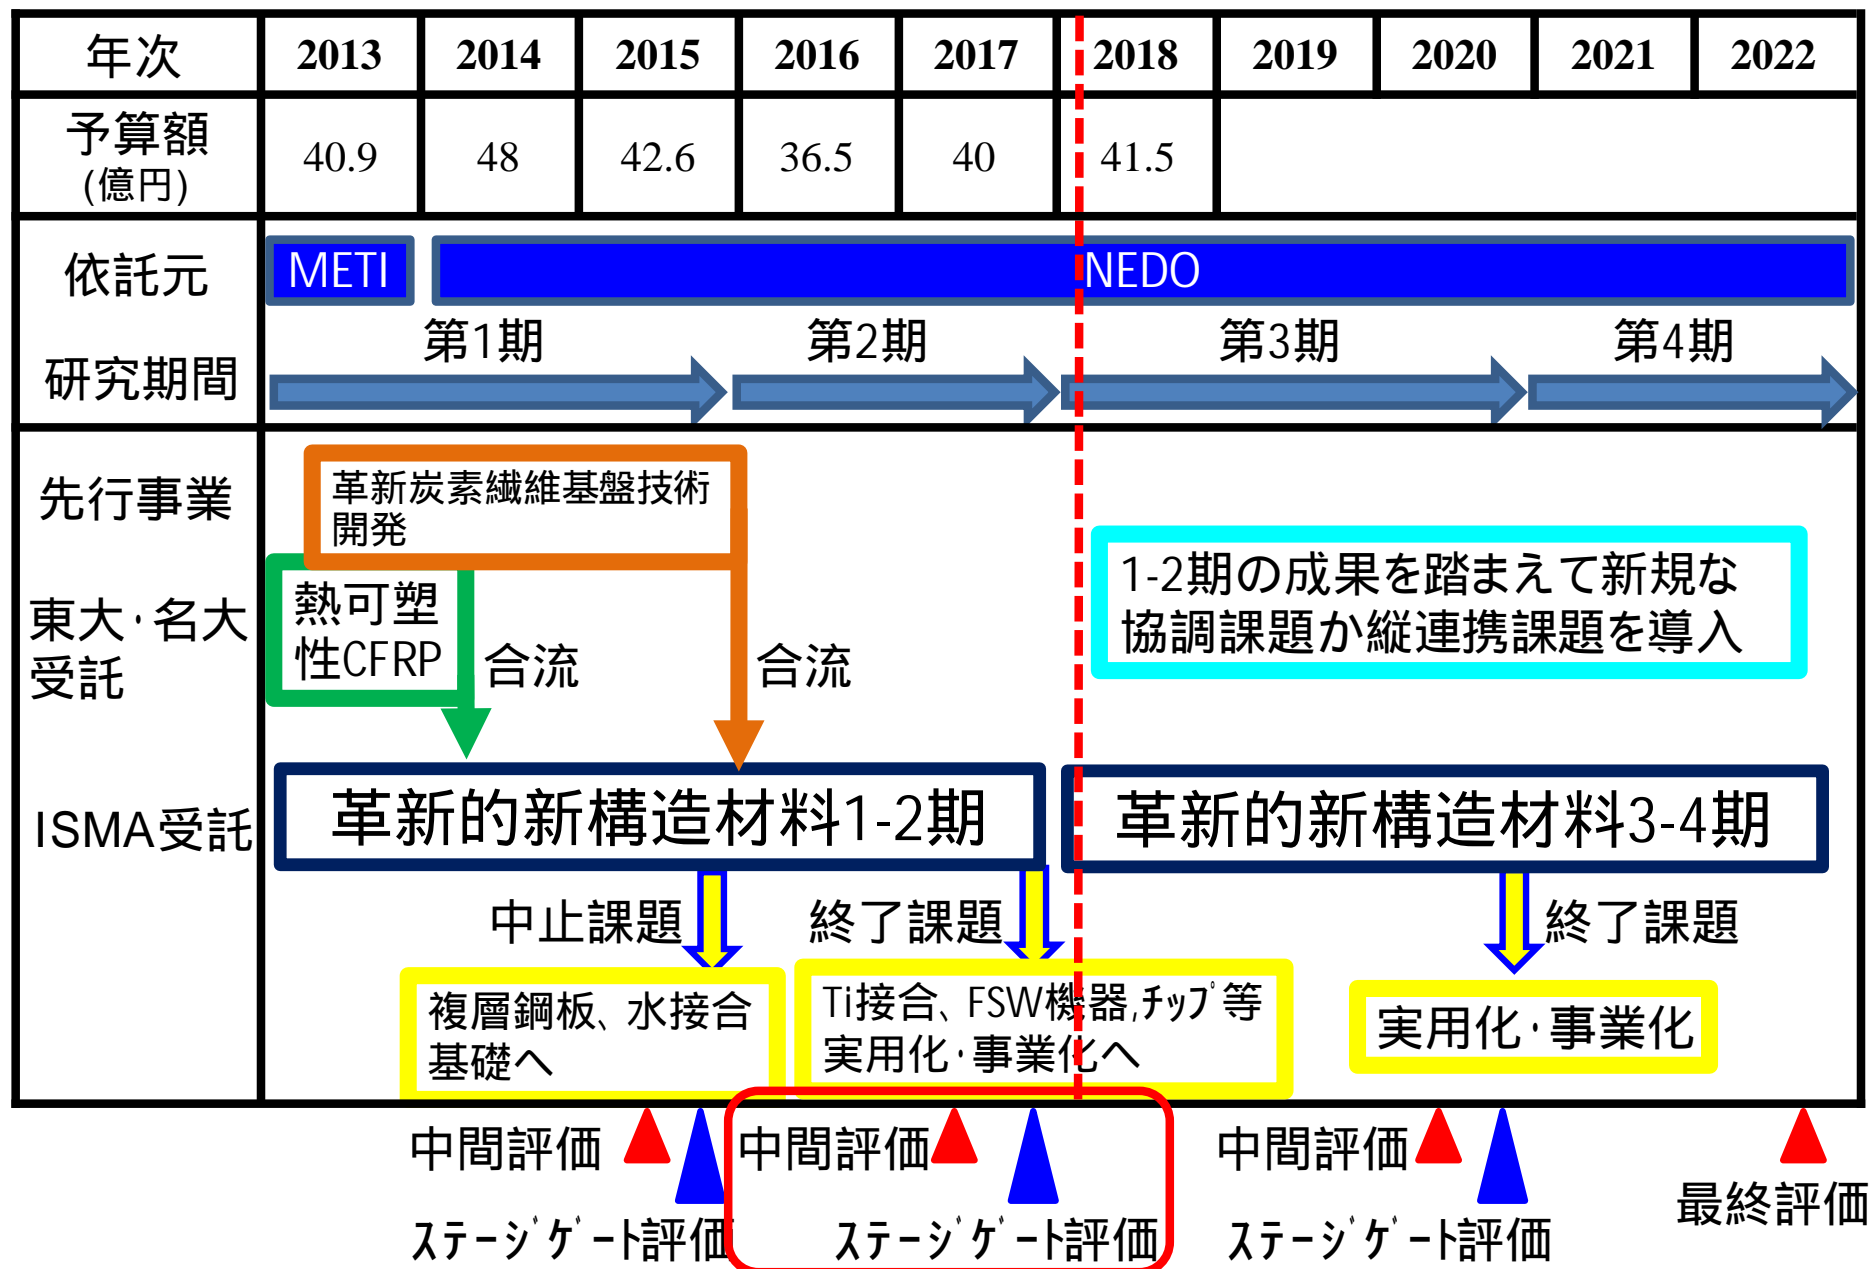 年次 2013 2014 2015 2016 2017 2018 2019 2020 2021 2022
予算額
(億円)
40.9 48 42.6 36.5 40 41.5
依託元
METI
NEDO
研究期間
第1期 第2期 第3期 第4期
先行事業
革新炭素繊維基盤技術
開発
東大・名大
受託
熱可塑
性CFRP
合流
合流
1-2期の成果を踏まえて新規な
協調課題か縦連携課題を導入
ISMA受託
革新的新構造材料1-2期
革新的新構造材料3-4期
中止課題
終了課題
終了課題
複層鋼板、水接合
基礎へ
Ti接合、FSW機器,ﾁｯﾌﾟ等
実用化・事業化へ
実用化・事業化
中間評価
中間評価
中間評価
最終評価
ｽﾃｰｼﾞｹﾞｰﾄ評価
ｽﾃｰｼﾞｹﾞｰﾄ評価
ｽﾃｰｼﾞｹﾞｰﾄ評価